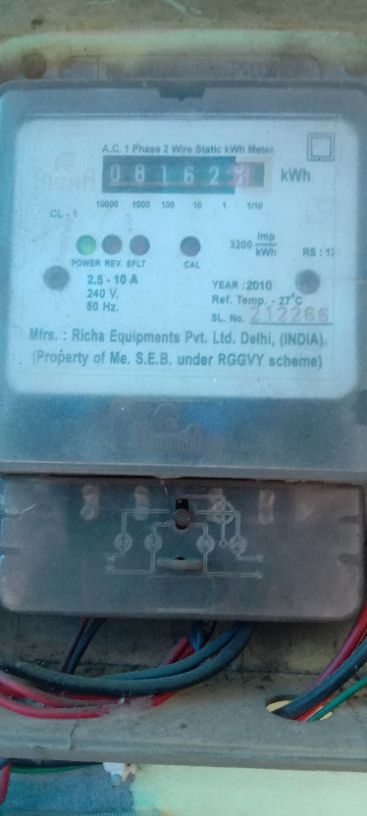 A.C. 1 Phase 2 Wire Static kWh Meter.
0 8 1 6 2 kWh
10000 1000 100 10 1 1/10
CL - 1
POWER REV. EFLT CAL
3200 Imp/kWh
RS : 12
2.5 - 10 A
240 V.
50 Hz.
YEAR : 2010
Ref. Temp. - 27°C
SL. No. 212266
Mfrs. : Richa Equipments Pvt. Ltd. Delhi, (INDIA).
(Property of Me. S.E.B. under RGGVY scheme)